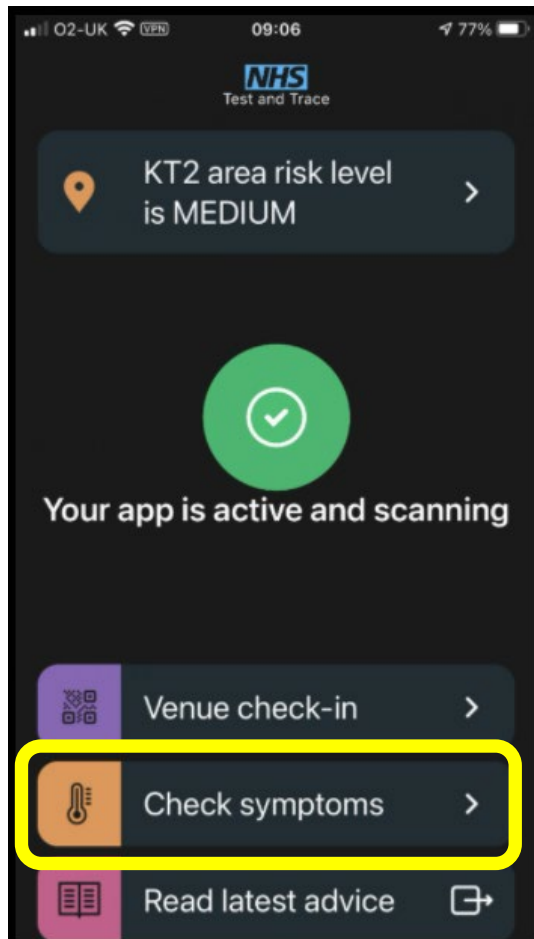 O2-UK VPN 09:06 77%
NHS
Test and Trace
KT2 area risk level
is MEDIUM
Your app is active and scanning
Venue check-in
Check symptoms
Read latest advice